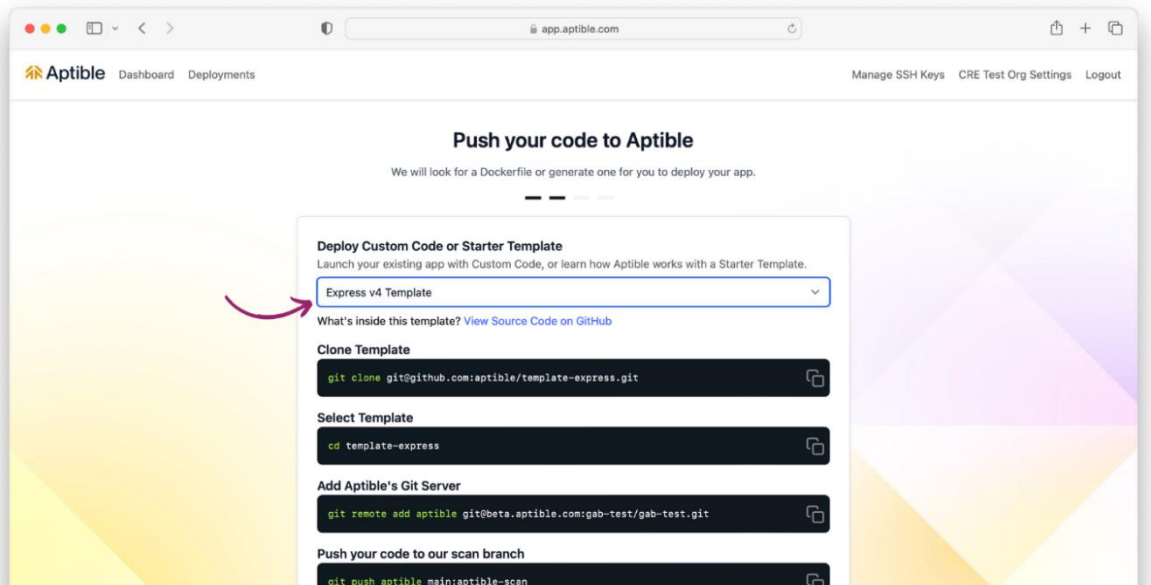 app.aptible.com
Aptible Dashboard Deployments Manage SSH Keys CRE Test Org Settings Logout
Push your code to Aptible
We will look for a Dockerfile or generate one for you to deploy your app.
Deploy Custom Code or Starter Template
Launch your existing app with Custom Code, or learn how Aptible works with a Starter Template.
Express v4 Template
What's inside this template? View Source Code on GitHub
Clone Template
git clone git@github.com:aptible/template-express.git
Select Template
cd template-express
Add Aptible's Git Server
git remote add aptible git@beta.aptible.com:gab-test/gab-test.git
Push your code to our scan branch
git push aptible main:aptible-scan